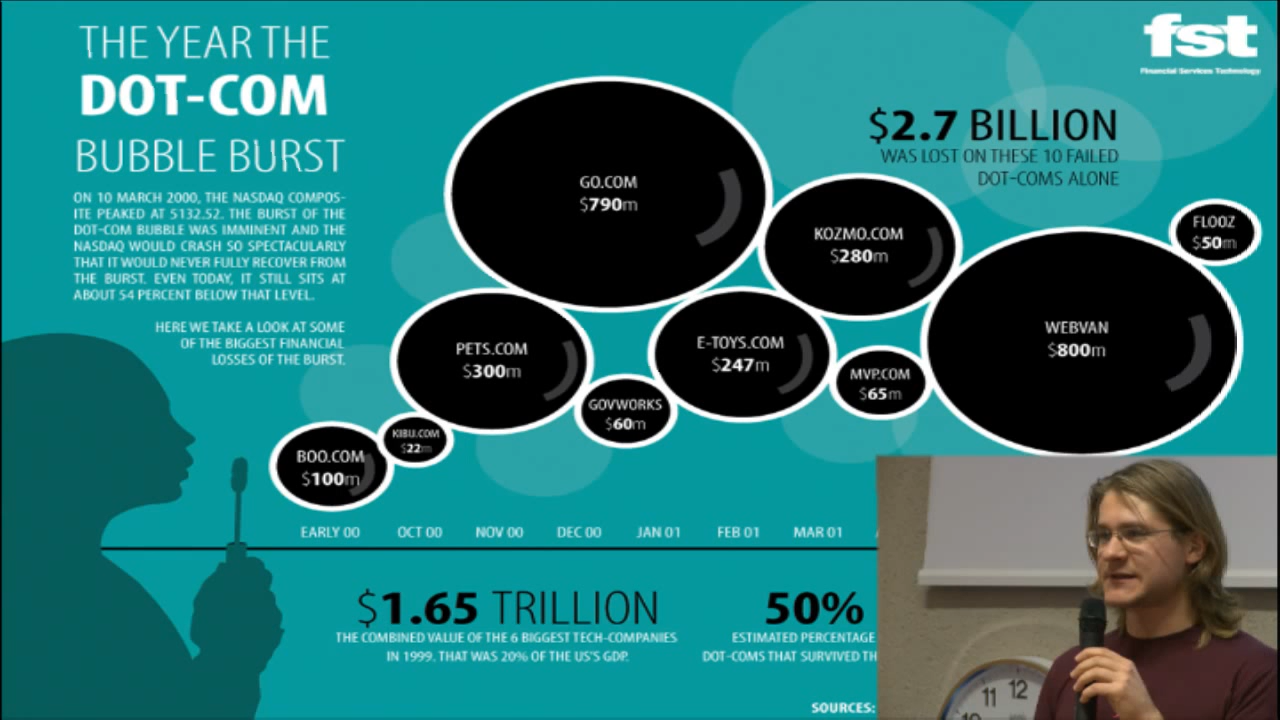 THE YEAR THE
DOT-COM
BUBBLE BURST
ON 10 MARCH 2000, THE NASDAQ COMPOS-
ITE PEAKED AT 5132.52. THE BURST OF THE
DOT-COM BUBBLE WAS IMMINENT AND THE
NASDAQ WOULD CRASH SO SPECTACULARLY
THAT IT WOULD NEVER FULLY RECOVER FROM
THE BURST. EVEN TODAY, IT STILL SITS AT
ABOUT 54 PERCENT BELOW THAT LEVEL.
HERE WE TAKE A LOOK AT SOME
OF THE BIGGEST FINANCIAL
LOSSES OF THE BURST.
fst
Financial Services Technology
$2.7 BILLION
WAS LOST ON THESE 10 FAILED
DOT-COMS ALONE
GO.COM
$790m
KOZMO.COM
$280m
FLOOZ
$50m
PETS.COM
$300m
E-TOYS.COM
$247m
WEBVAN
$800m
MVP.COM
$65m
GOVWORKS
$60m
KIBU.COM
$22m
BOO.COM
$100m
EARLY 00 OCT 00 NOV 00 DEC 00 JAN 01 FEB 01 MAR 01
$1.65 TRILLION
THE COMBINED VALUE OF THE 6 BIGGEST TECH-COMPANIES
IN 1999. THAT WAS 20% OF THE US'S GDP.
50%
ESTIMATED PERCENTAGE
DOT-COMS THAT SURVIVED TH
SOURCES:
11 12
10